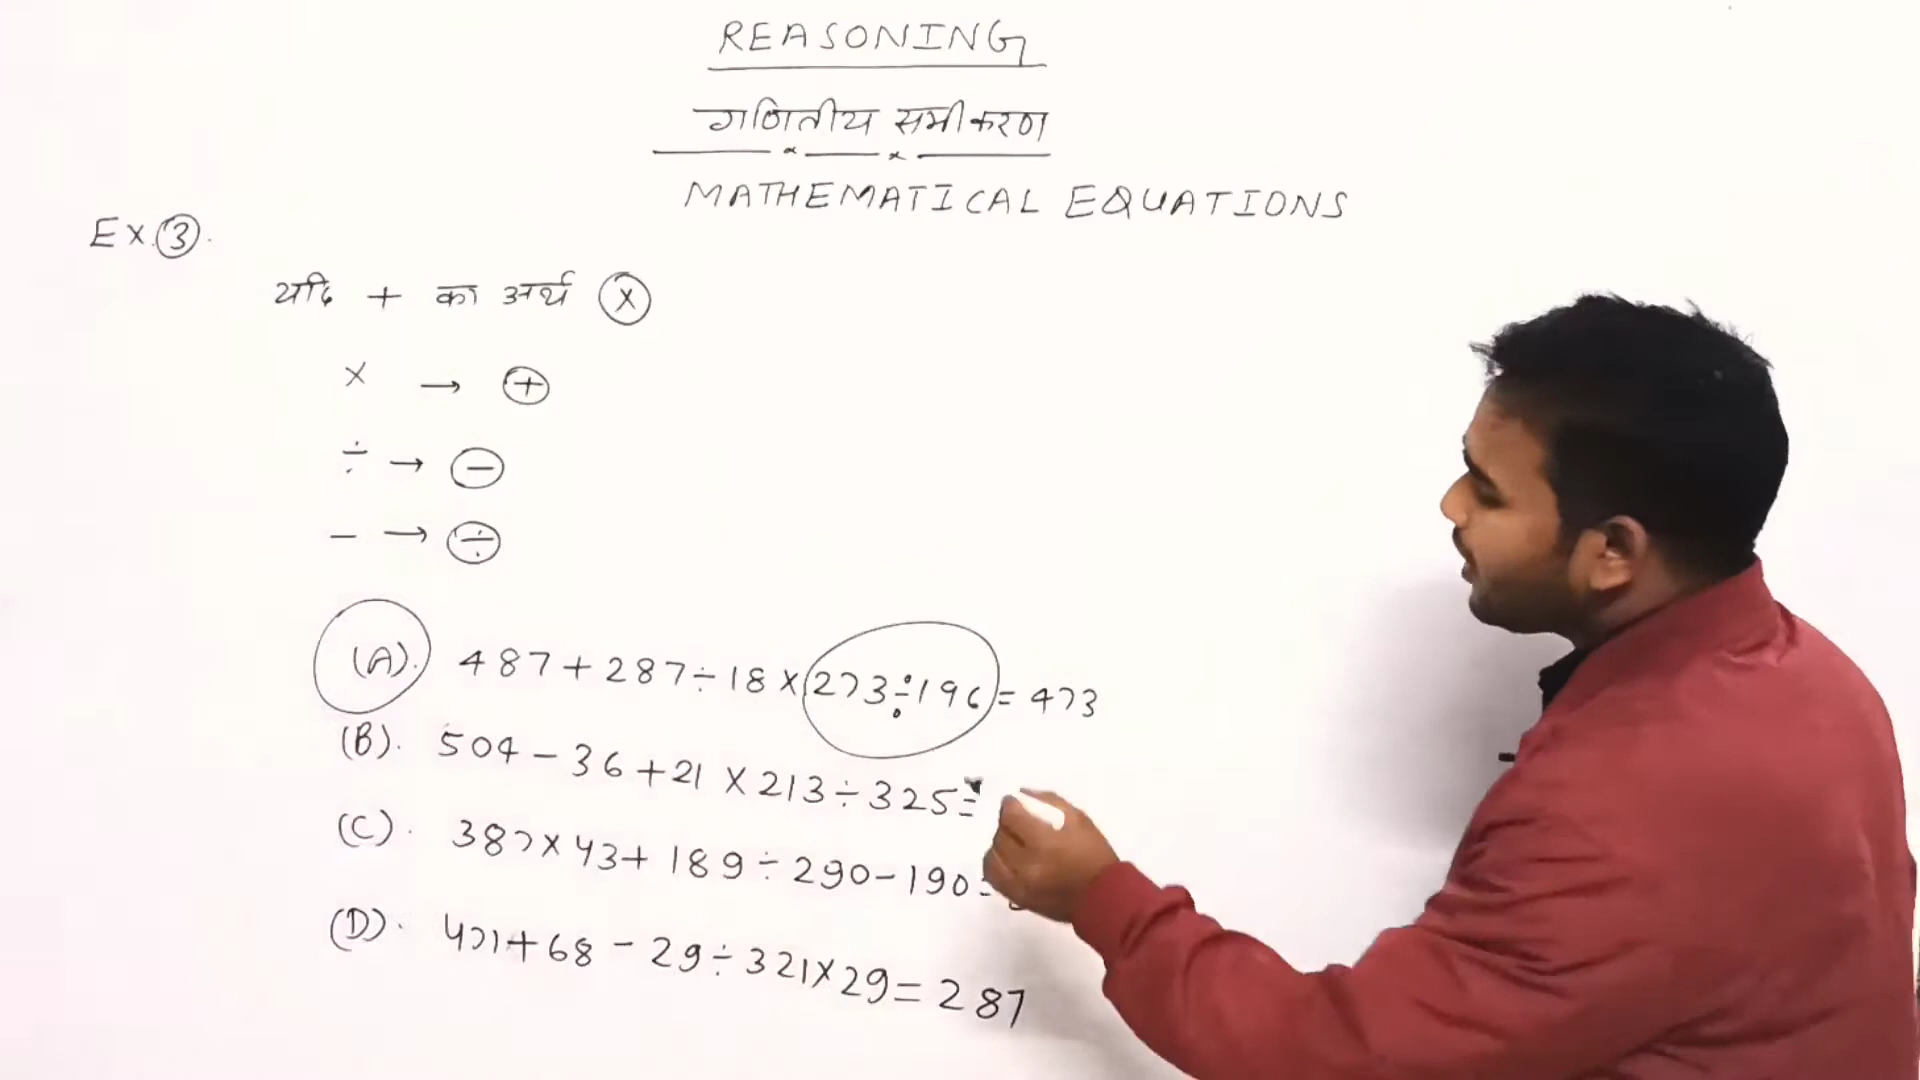 REASONING
गणितीय समीकरण
MATHEMATICAL EQUATIONS
EX. 3.
यदि + का अर्थ ×
× → +
÷ → −
− → ÷
(A). 487 + 287 ÷ 18 × 273 ÷ 196 = 473
(B). 504 − 36 + 21 × 213 ÷ 325 =
(C). 387 × 43 + 189 ÷ 290 − 190 =
(D). 471 + 68 − 29 ÷ 321 × 29 = 287